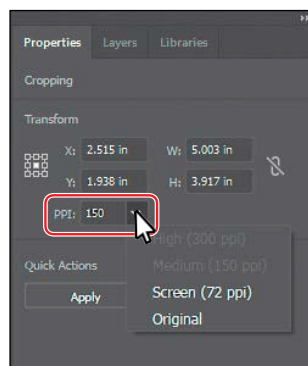 Properties Layers Libraries
Cropping
Transform
X: 2.515 in W: 5.003 in
Y: 1.938 in H: 3.917 in
PPI: 150
High (300 ppi)
Quick Actions Medium (150 ppi)
Apply Screen (72 ppi)
Original